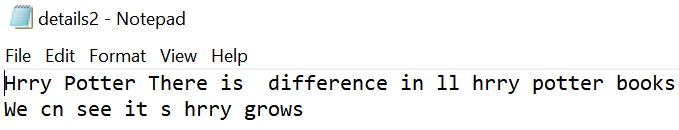 details2 - Notepad
File Edit Format View Help
Hrry Potter There is  difference in ll hrry potter books
We cn see it s hrry grows